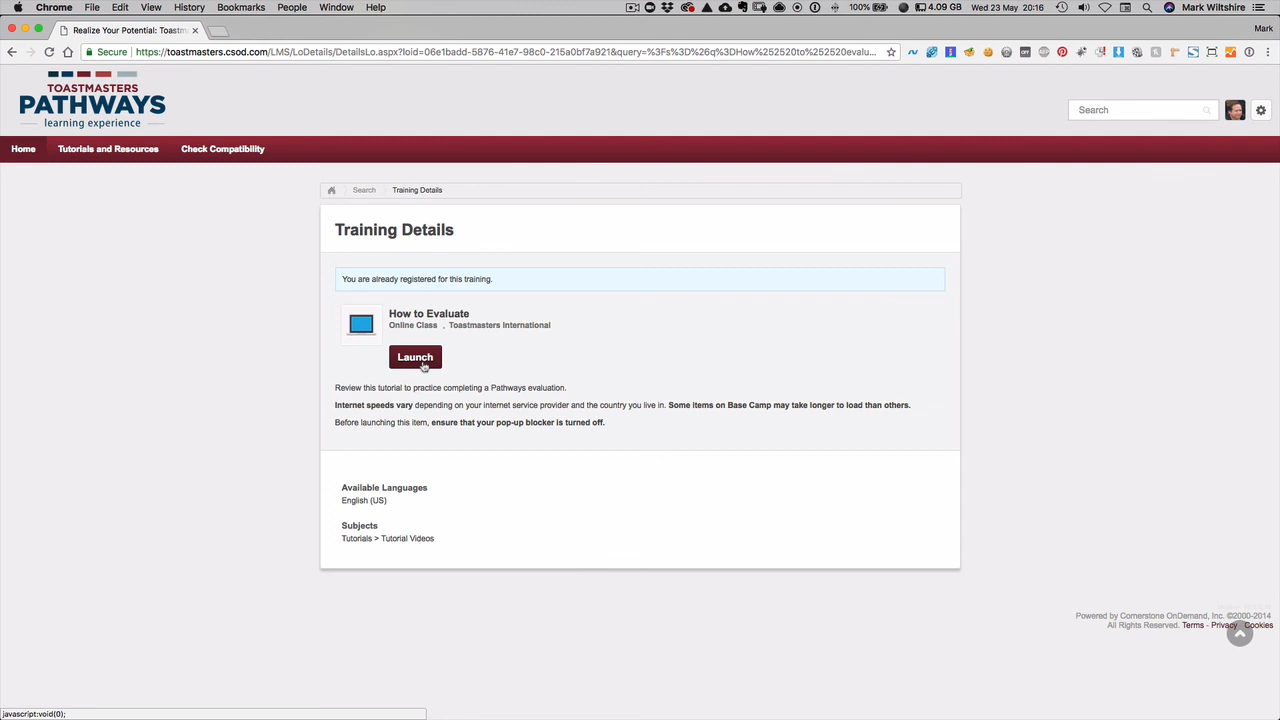 Chrome File Edit View History Bookmarks People Window Help 100% 4.09 GB Wed 23 May 20:16 Mark Wiltshire
Realize Your Potential: Toastm Mark
Secure https://toastmasters.csod.com/LMS/LoDetails/DetailsLo.aspx?loid=06e1badd-5876-41e7-98c0-215a0bf7a921&query=%3Fs%3D%26q%3DHow%252520to%252520evalu...
TOASTMASTERS
PATHWAYS
learning experience
Search
Home Tutorials and Resources Check Compatibility
Search Training Details
Training Details
You are already registered for this training.
How to Evaluate
Online Class , Toastmasters International
Launch
Review this tutorial to practice completing a Pathways evaluation.
Internet speeds vary depending on your internet service provider and the country you live in. Some items on Base Camp may take longer to load than others.
Before launching this item, ensure that your pop-up blocker is turned off.
Available Languages
English (US)
Subjects
Tutorials > Tutorial Videos
Powered by Cornerstone OnDemand, Inc. ©2000-2014
All Rights Reserved. Terms - Privacy Cookies
javascript:void(0);